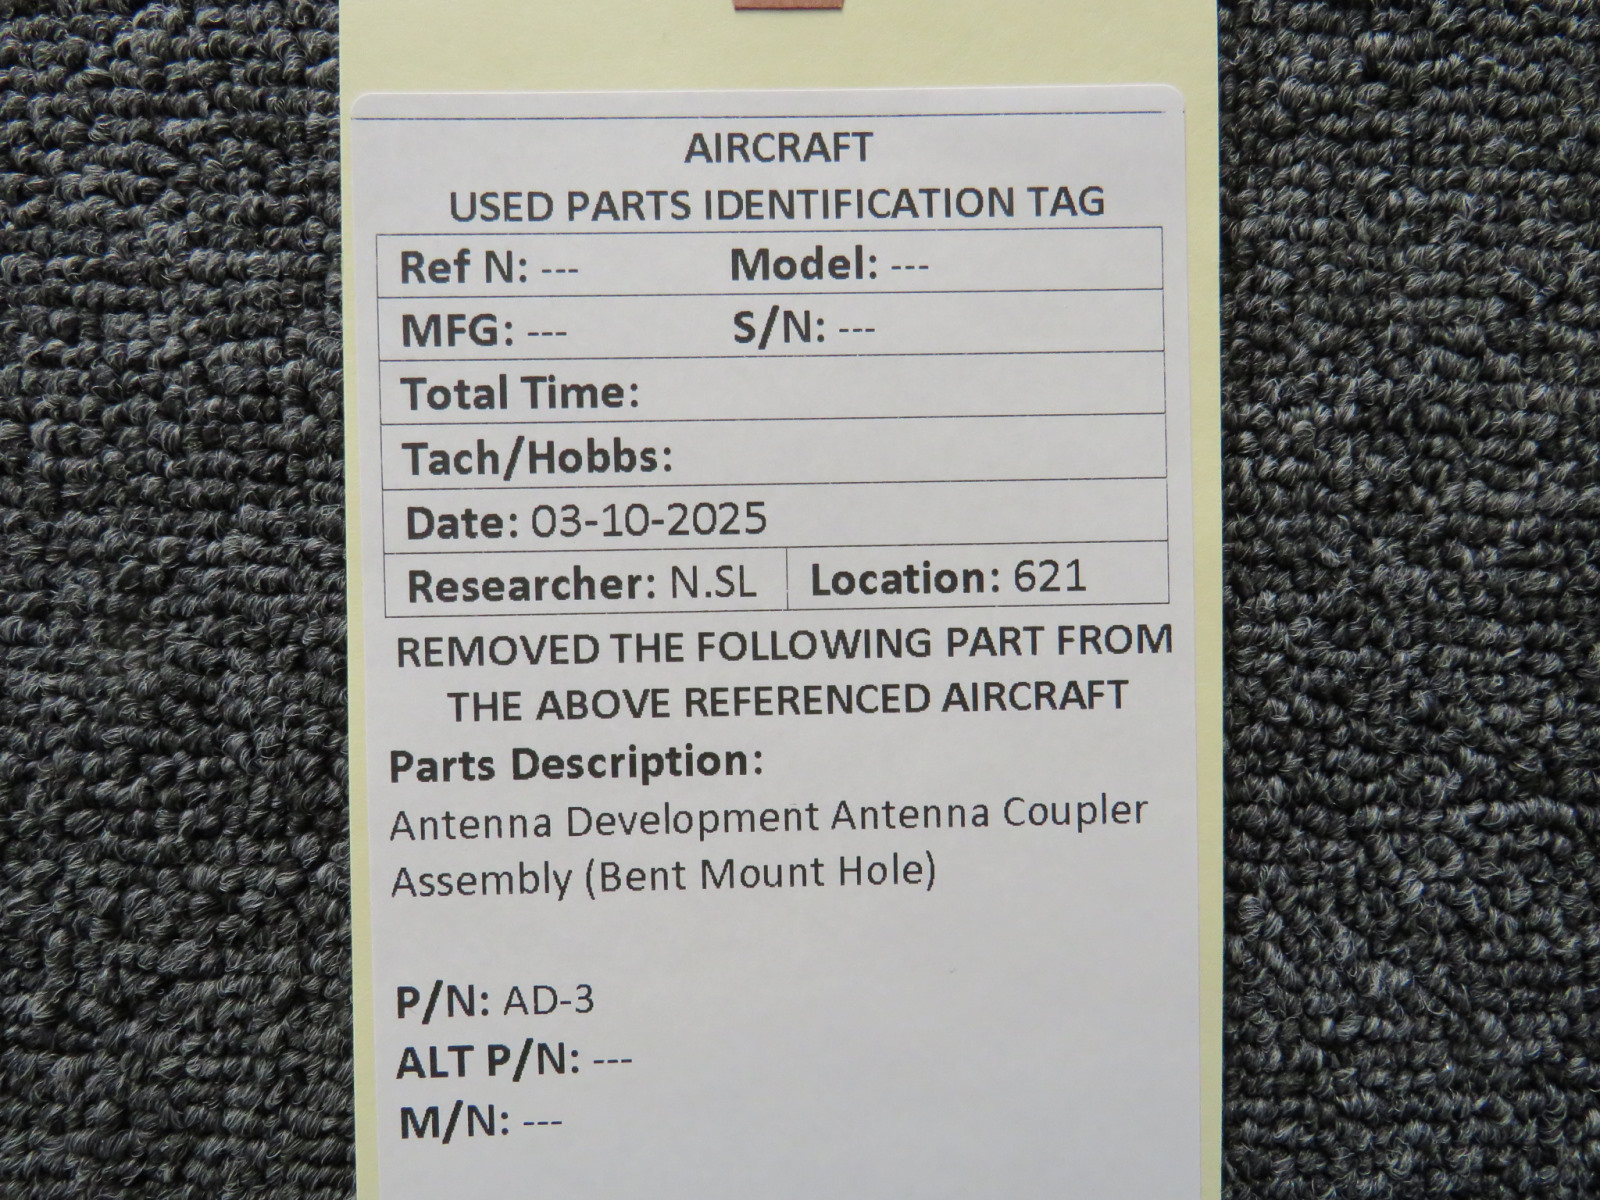 AIRCRAFT
USED PARTS IDENTIFICATION TAG
Ref N: --- Model: ---
MFG: --- S/N: ---
Total Time:
Tach/Hobbs:
Date: 03-10-2025
Researcher: N.SL Location: 621
REMOVED THE FOLLOWING PART FROM
THE ABOVE REFERENCED AIRCRAFT
Parts Description:
Antenna Development Antenna Coupler
Assembly (Bent Mount Hole)
P/N: AD-3
ALT P/N: ---
M/N: ---